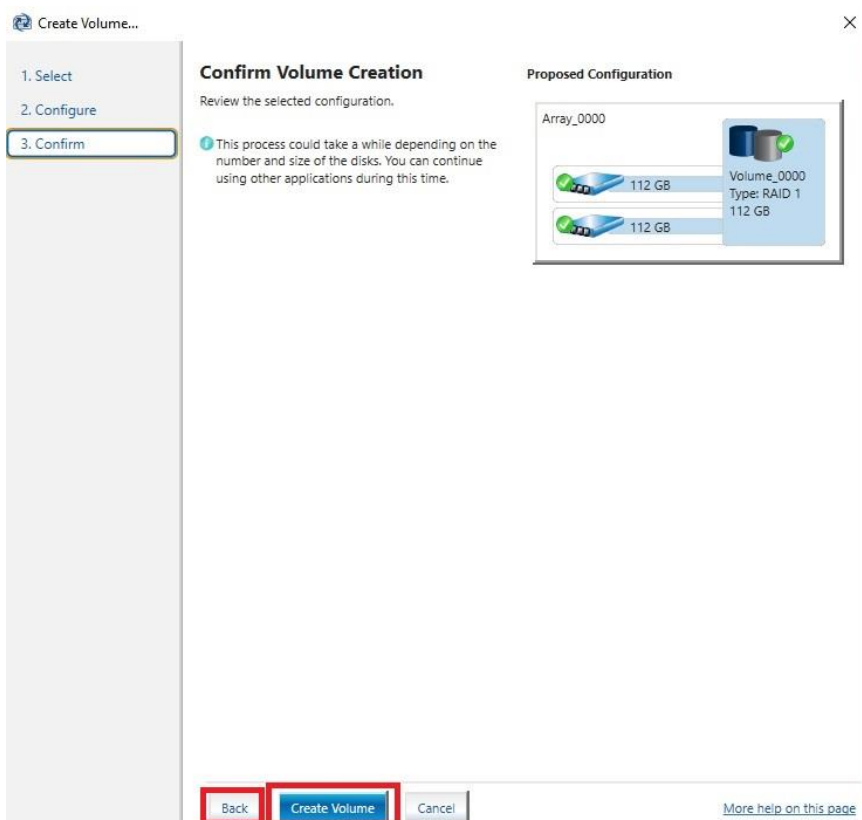 Create Volume...
1. Select
2. Configure
3. Confirm
Confirm Volume Creation
Review the selected configuration.
This process could take a while depending on the
number and size of the disks. You can continue
using other applications during this time.
Proposed Configuration
Array_0000
112 GB
112 GB
Volume_0000
Type: RAID 1
112 GB
Back
Create Volume
Cancel
More help on this page